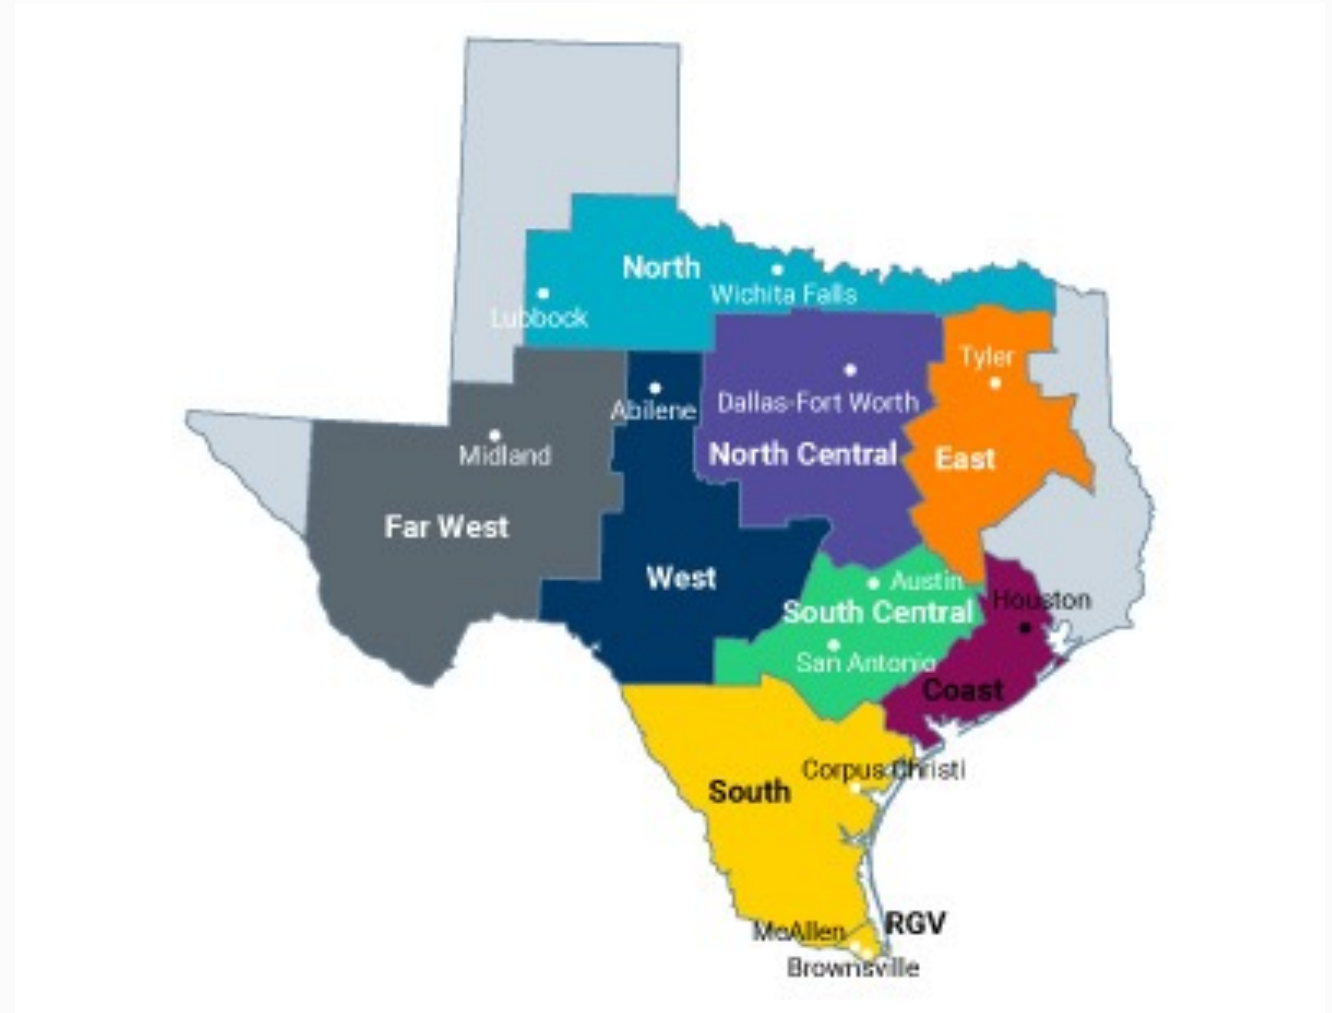 North
Wichita Falls
Lubbock
Tyler
Abilene
Dallas-Fort Worth
Midland
North Central
East
Far West
West
Austin
Houston
South Central
San Antonio
Coast
Corpus Christi
South
RGV
McAllen
Brownsville